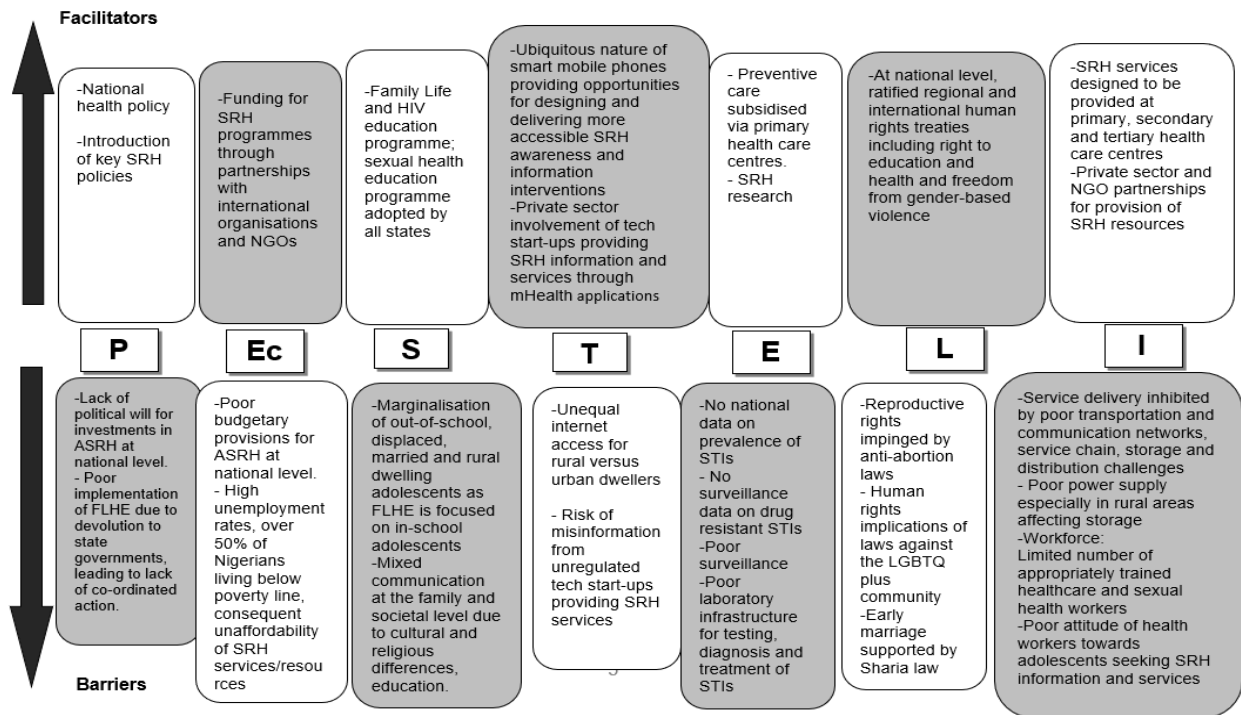 Facilitators
-National
health policy
-Introduction
of key SRH
policies
-Funding for
SRH
programmes
through
partnerships
with
international
organisations
and NGOs
-Family Life
and HIV
education
programme;
sexual health
education
programme
adopted by
all states
-Ubiquitous nature of
smart mobile phones
providing opportunities
for designing and
delivering more
accessible SRH
awareness and
information
interventions
-Private sector
involvement of tech
start-ups providing
SRH information and
services through
mHealth applications
- Preventive
care
subsidised
via primary
health care
centres.
- SRH
research
-At national level,
ratified regional and
international human
rights treaties
including right to
education and
health and freedom
from gender-based
violence
-SRH services
designed to be
provided at
primary, secondary
and tertiary health
care centres
-Private sector and
NGO partnerships
for provision of
SRH resources
P
Ec
S
T
E
L
I
-Lack of
political will for
investments in
ASRH at
national level.
- Poor
implementation
of FLHE due to
devolution to
state
governments,
leading to lack
of co-ordinated
action.
-Poor
budgetary
provisions for
ASRH at
national level.
- High
unemployment
rates, over
50% of
Nigerians
living below
poverty line,
consequent
unaffordability
of SRH
services/resou
rces
-Marginalisation
of out-of-school,
displaced,
married and rural
dwelling
adolescents as
FLHE is focused
on in-school
adolescents
-Mixed
communication
at the family and
societal level due
to cultural and
religious
differences,
education.
-Unequal
internet
access for
rural versus
urban dwellers
- Risk of
misinformation
from
unregulated
tech start-ups
providing SRH
services
-No national
data on
prevalence of
STIs
- No
surveillance
data on drug
resistant STIs
-Poor
surveillance
-Poor
laboratory
infrastructure
for testing,
diagnosis and
treatment of
STIs
-Reproductive
rights
impinged by
anti-abortion
laws
- Human
rights
implications of
laws against
the LGBTQ
plus
community
-Early
marriage
supported by
Sharia law
-Service delivery inhibited
by poor transportation and
communication networks,
service chain, storage and
distribution challenges
- Poor power supply
especially in rural areas
affecting storage
-Workforce:
Limited number of
appropriately trained
healthcare and sexual
health workers
-Poor attitude of health
workers towards
adolescents seeking SRH
information and services
Barriers